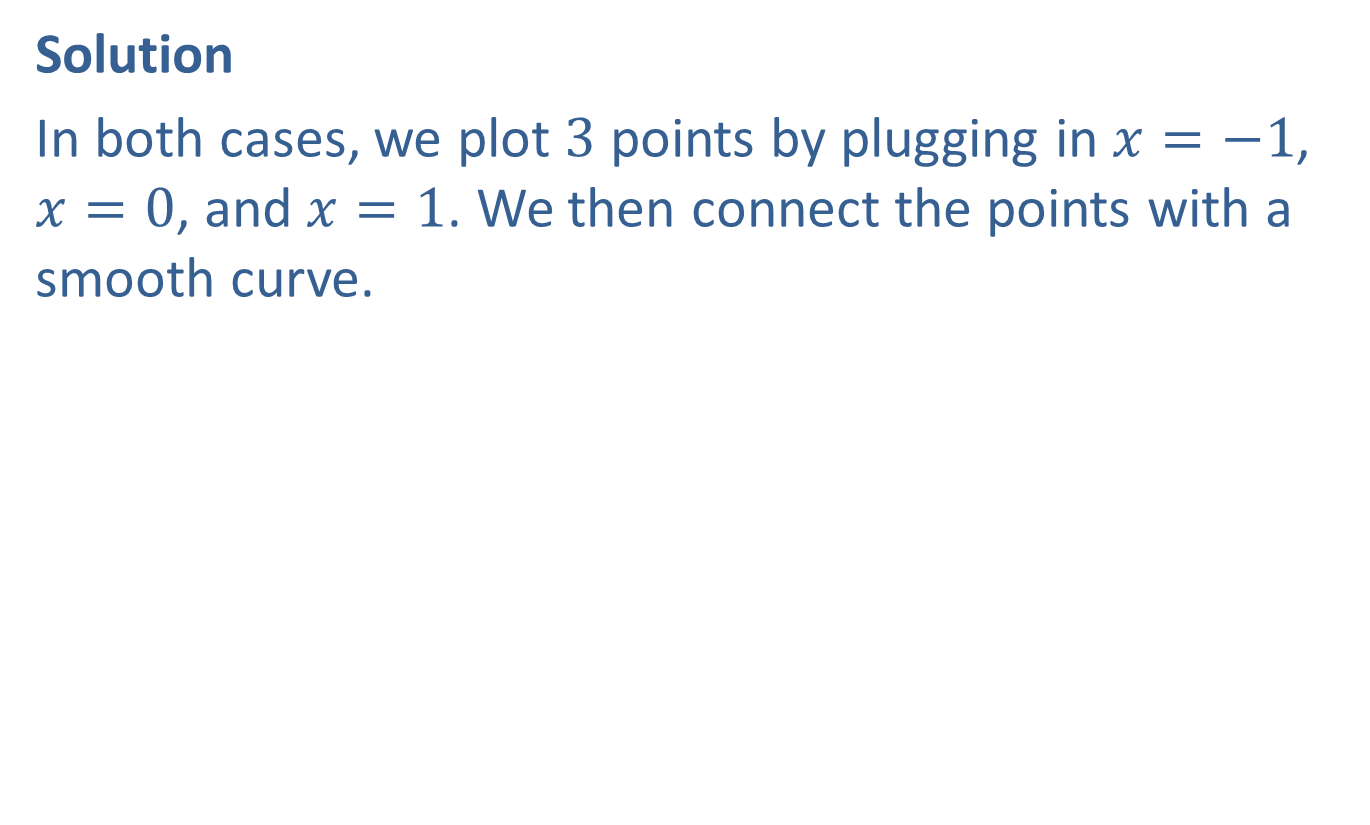 Solution
In both cases, we plot 3 points by plugging in x = −1,
x = 0, and x = 1. We then connect the points with a
smooth curve.